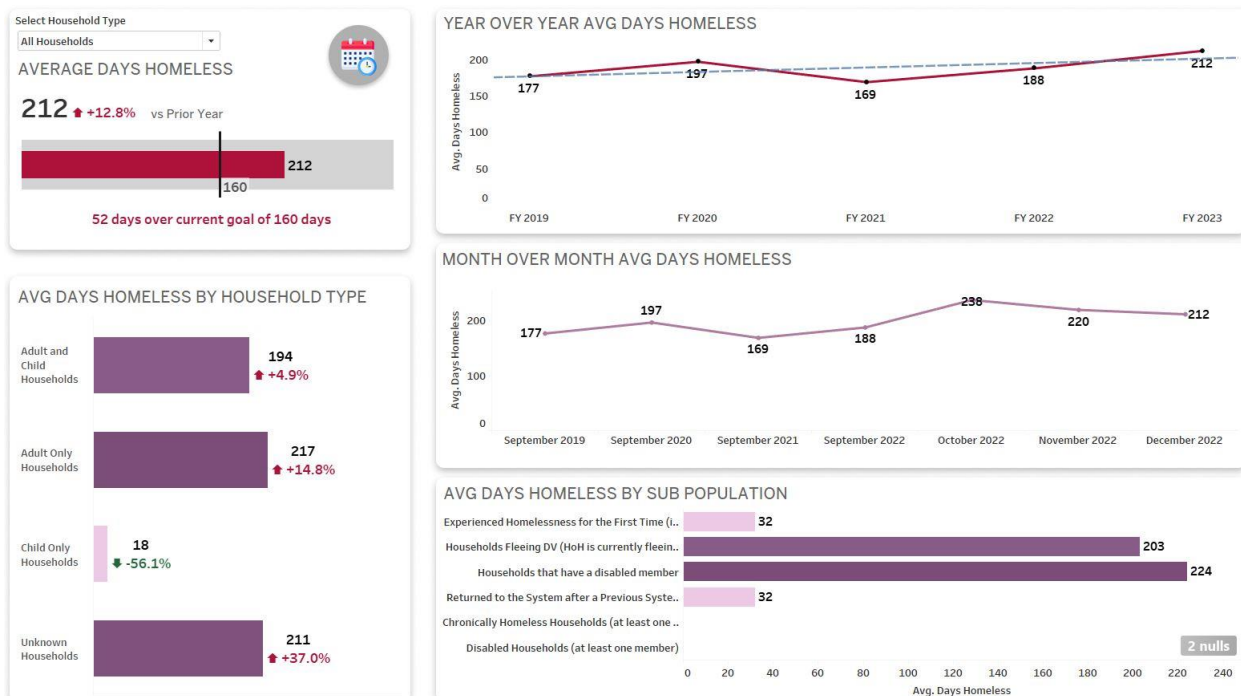 Select Household Type
All Households
AVERAGE DAYS HOMELESS
212 +12.8% vs Prior Year
212
160
52 days over current goal of 160 days
AVG DAYS HOMELESS BY HOUSEHOLD TYPE
Adult and
Child
Households
194
+4.9%
Adult Only
Households
217
+14.8%
Child Only
Households
18
-56.1%
Unknown
Households
211
+37.0%
YEAR OVER YEAR AVG DAYS HOMELESS
Avg. Days Homeless
200
150
100
50
0
177
197
169
188
212
FY 2019
FY 2020
FY 2021
FY 2022
FY 2023
MONTH OVER MONTH AVG DAYS HOMELESS
Avg. Days Homeless
200
100
0
177
197
169
188
238
220
212
September 2019
September 2020
September 2021
September 2022
October 2022
November 2022
December 2022
AVG DAYS HOMELESS BY SUB POPULATION
Experienced Homelessness for the First Time (i..
32
Households Fleeing DV (HoH is currently fleein..
203
Households that have a disabled member
224
Returned to the System after a Previous Syste..
32
Chronically Homeless Households (at least one ..
Disabled Households (at least one member)
2 nulls
0 20 40 60 80 100 120 140 160 180 200 220 240
Avg. Days Homeless